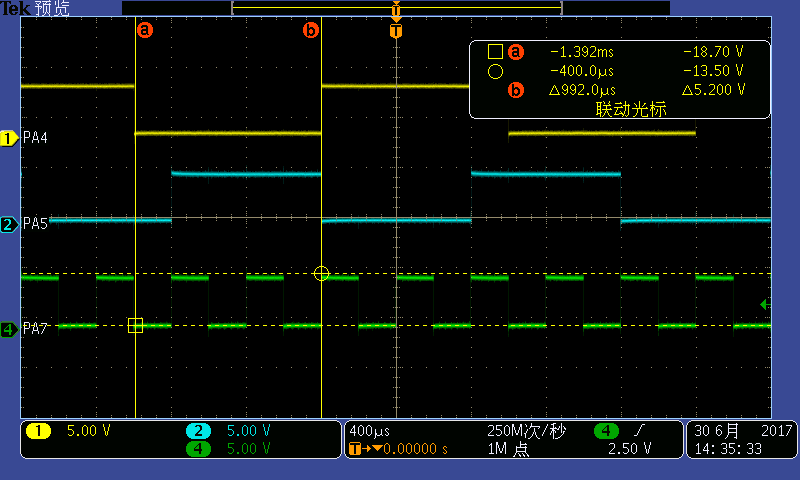 Tek 预览
a
b
T
a -1.392ms -18.70 V
-400.0µs -13.50 V
b △992.0µs △5.200 V
联动光标
1 PA4
2 PA5
4 PA7
1 5.00 V 2 5.00 V 400µs 250M次/秒 4 30 6月 2017
4 5.00 V T→▼0.00000 s 1M 点 2.50 V 14:35:33